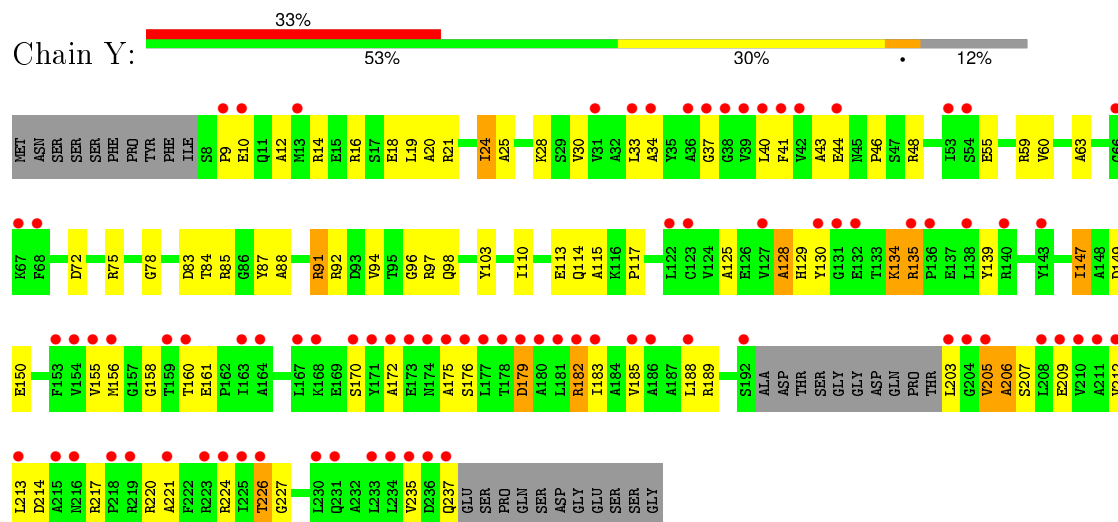 33%
Chain Y:
53% 30% • 12%
MET ASN SER SER SER PHE PRO TYR PHE ILE S8 P9 E10 Q11 A12 M13 R14 E15 R16 S17 E18 L19 A20 R21 I24 A25 K28 S29 V30 V31 A32 L33 A34 Y35 A36 G37 G38 V39 L40 F41 V42 A43 E44 N45 P46 S47 R48 I53 S54 E55 R59 V60 A63 G66
K67 F68 D72 R75 G78 D83 T84 R85 G86 Y87 A88 R91 R92 D93 V94 T95 G96 R97 Q98 Y103 I110 E113 Q114 A115 K116 P117 L122 C123 V124 A125 E126 V127 A128 H129 Y130 G131 E132 T133 K134 R135 P136 E137 L138 Y139 R140 Y143 I147 A148 D149
E150 F153 V154 V155 M156 G157 G158 T159 T160 E161 P162 I163 A164 L167 K168 E169 S170 Y171 A172 E173 N174 A175 S176 L177 T178 D179 A180 L181 R182 I183 A184 V185 A186 A187 L188 R189 S192 ALA ASP THR SER GLY GLY ASP GLN PRO THR L203 G204 V205 A206 S207 L208 E209 V210 A211 V212
L213 D214 A215 N216 R217 P218 R219 R220 A221 F222 R223 R224 I225 T226 G227 L230 Q231 A232 L233 L234 V235 D236 Q237 GLU SER PRO GLN SER ASP GLY GLU SER SER GLY